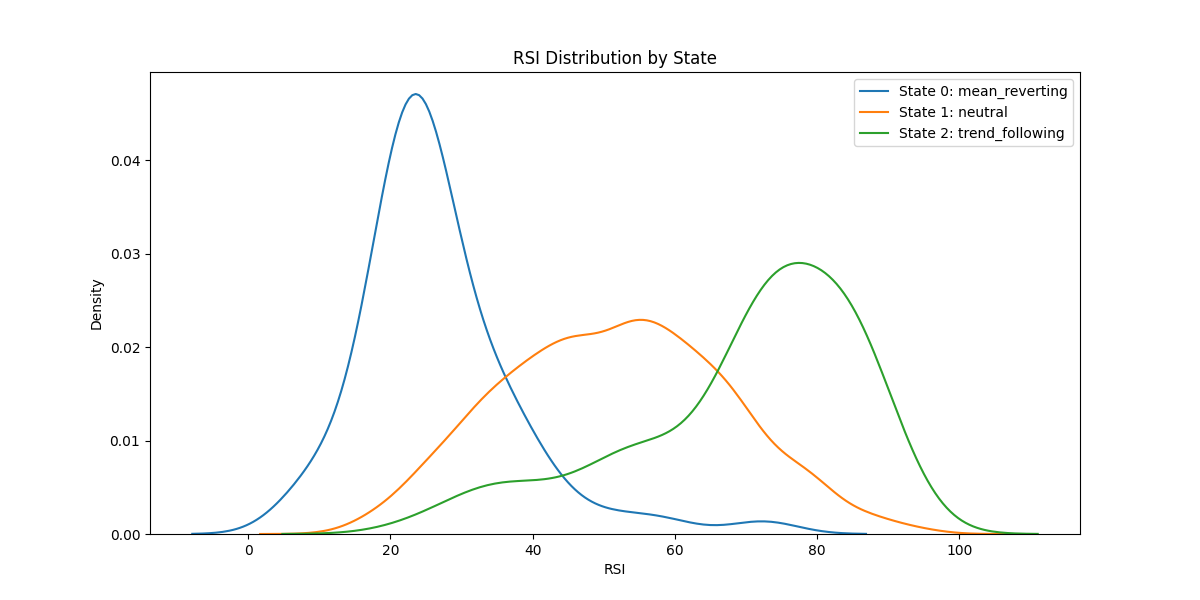 RSI Distribution by State
State 0: mean_reverting
State 1: neutral
State 2: trend_following
Density
0.04
0.03
0.02
0.01
0.00
0 20 40 60 80 100
RSI